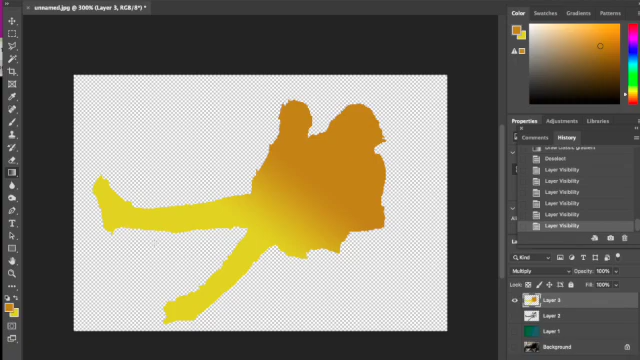 unnamed.jpg @ 300% (Layer 3, RGB/8*) *
Color Swatches Gradients Patterns
Properties Adjustments Libraries
Comments History
Deselect
Layer Visibility
Layer Visibility
Layer Visibility
Layer Visibility
Layer Visibility
Layer Visibility
Kind
Multiply Opacity: 100%
Lock: Fill: 100%
Layer 3
Layer 2
Layer 1
Background